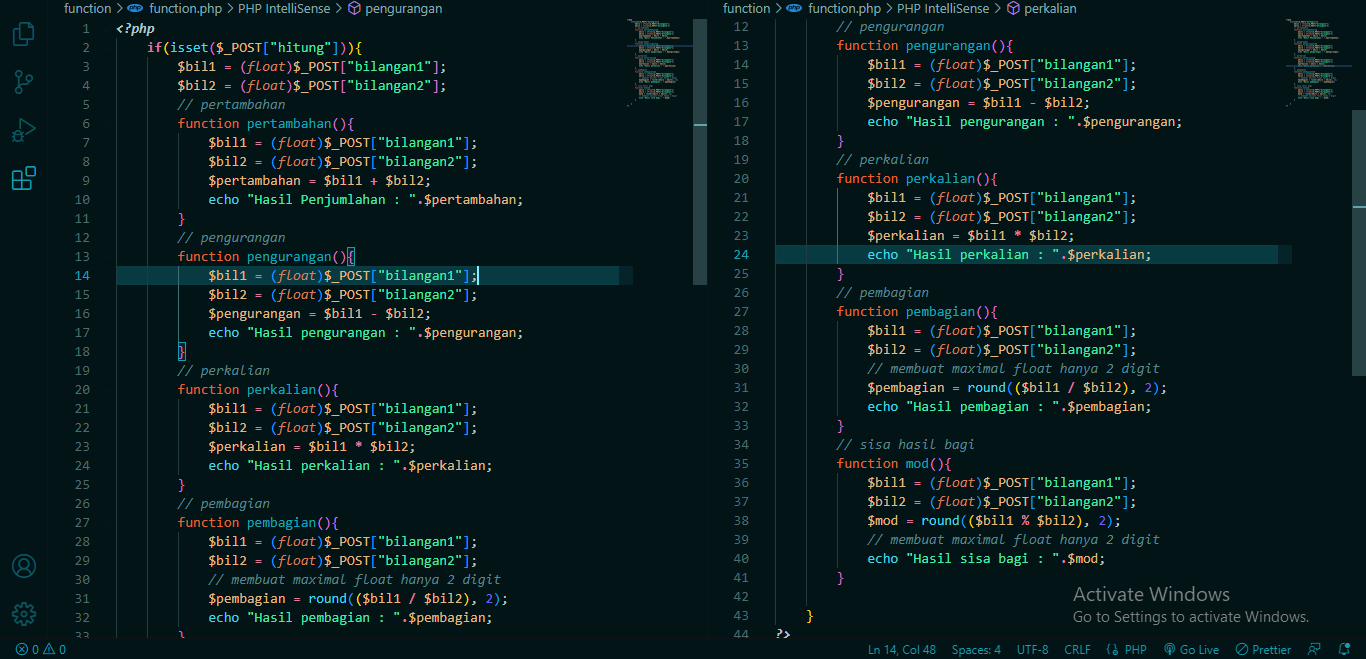 function > function.php > PHP IntelliSense > pengurangan
1 <?php
2 if(isset($_POST["hitung"])){
3 $bil1 = (float)$_POST["bilangan1"];
4 $bil2 = (float)$_POST["bilangan2"];
5 // pertambahan
6 function pertambahan(){
7 $bil1 = (float)$_POST["bilangan1"];
8 $bil2 = (float)$_POST["bilangan2"];
9 $pertambahan = $bil1 + $bil2;
10 echo "Hasil Penjumlahan : ".$pertambahan;
11 }
12 // pengurangan
13 function pengurangan(){
14 $bil1 = (float)$_POST["bilangan1"];
15 $bil2 = (float)$_POST["bilangan2"];
16 $pengurangan = $bil1 - $bil2;
17 echo "Hasil pengurangan : ".$pengurangan;
18 }
19 // perkalian
20 function perkalian(){
21 $bil1 = (float)$_POST["bilangan1"];
22 $bil2 = (float)$_POST["bilangan2"];
23 $perkalian = $bil1 * $bil2;
24 echo "Hasil perkalian : ".$perkalian;
25 }
26 // pembagian
27 function pembagian(){
28 $bil1 = (float)$_POST["bilangan1"];
29 $bil2 = (float)$_POST["bilangan2"];
30 // membuat maximal float hanya 2 digit
31 $pembagian = round(($bil1 / $bil2), 2);
32 echo "Hasil pembagian : ".$pembagian;
33 }
function > function.php > PHP IntelliSense > perkalian
12 // pengurangan
13 function pengurangan(){
14 $bil1 = (float)$_POST["bilangan1"];
15 $bil2 = (float)$_POST["bilangan2"];
16 $pengurangan = $bil1 - $bil2;
17 echo "Hasil pengurangan : ".$pengurangan;
18 }
19 // perkalian
20 function perkalian(){
21 $bil1 = (float)$_POST["bilangan1"];
22 $bil2 = (float)$_POST["bilangan2"];
23 $perkalian = $bil1 * $bil2;
24 echo "Hasil perkalian : ".$perkalian;
25 }
26 // pembagian
27 function pembagian(){
28 $bil1 = (float)$_POST["bilangan1"];
29 $bil2 = (float)$_POST["bilangan2"];
30 // membuat maximal float hanya 2 digit
31 $pembagian = round(($bil1 / $bil2), 2);
32 echo "Hasil pembagian : ".$pembagian;
33 }
34 // sisa hasil bagi
35 function mod(){
36 $bil1 = (float)$_POST["bilangan1"];
37 $bil2 = (float)$_POST["bilangan2"];
38 $mod = round(($bil1 % $bil2), 2);
39 // membuat maximal float hanya 2 digit
40 echo "Hasil sisa bagi : ".$mod;
41 }
42
43 }
44 ?>
Activate Windows
Go to Settings to activate Windows.
0 0 Ln 14, Col 48 Spaces: 4 UTF-8 CRLF {} PHP Go Live Prettier